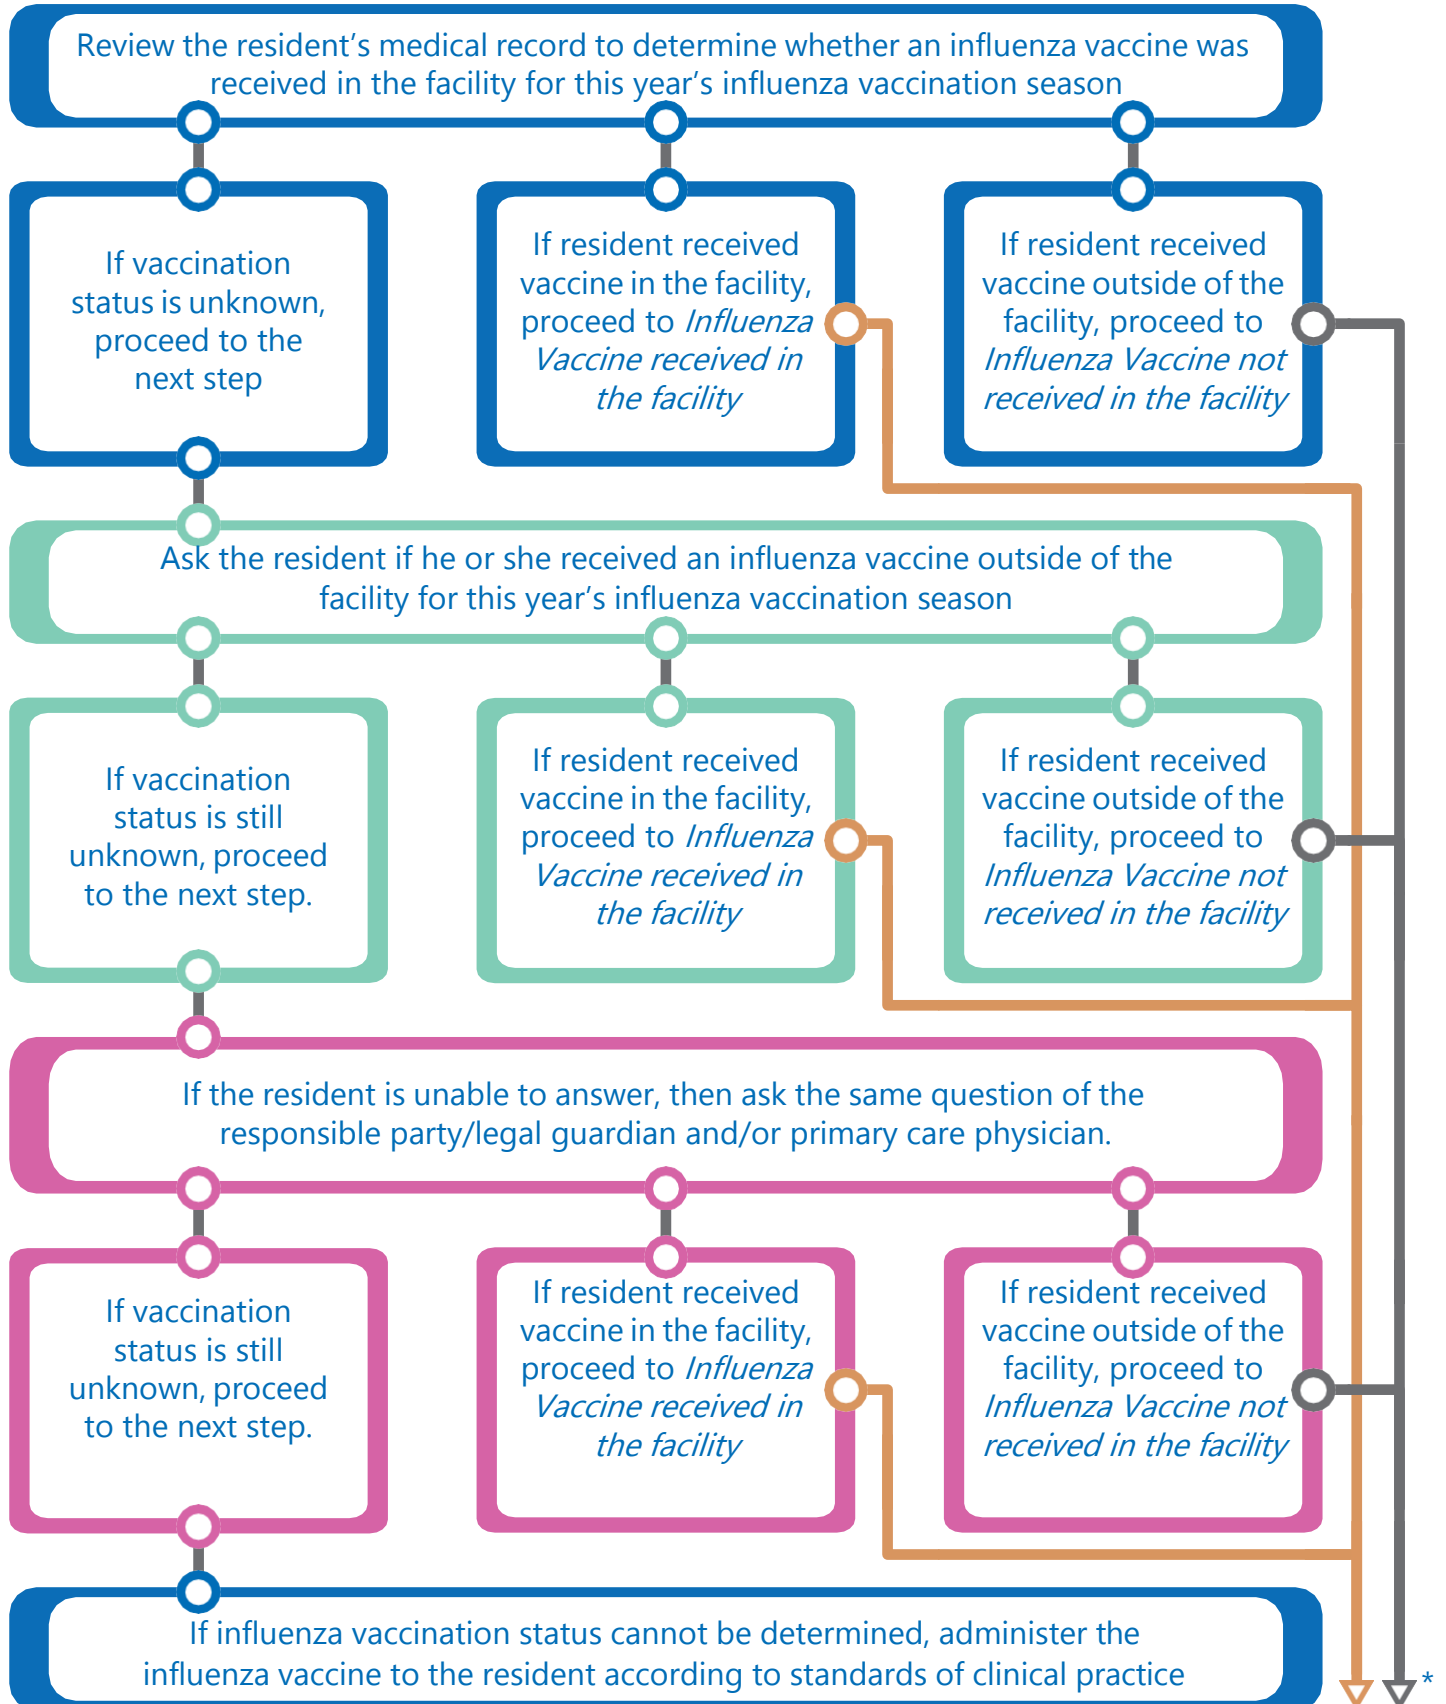 Review the resident's medical record to determine whether an influenza vaccine was
received in the facility for this year's influenza vaccination season
If vaccination
status is unknown,
proceed to the
next step
If resident received
vaccine in the facility,
proceed to Influenza
Vaccine received in
the facility
If resident received
vaccine outside of the
facility, proceed to
Influenza Vaccine not
received in the facility
Ask the resident if he or she received an influenza vaccine outside of the
facility for this year's influenza vaccination season
If vaccination
status is still
unknown, proceed
to the next step.
If resident received
vaccine in the facility,
proceed to Influenza
Vaccine received in
the facility
If resident received
vaccine outside of the
facility, proceed to
Influenza Vaccine not
received in the facility
If the resident is unable to answer, then ask the same question of the
responsible party/legal guardian and/or primary care physician.
If vaccination
status is still
unknown, proceed
to the next step.
If resident received
vaccine in the facility,
proceed to Influenza
Vaccine received in
the facility
If resident received
vaccine outside of the
facility, proceed to
Influenza Vaccine not
received in the facility
If influenza vaccination status cannot be determined, administer the
influenza vaccine to the resident according to standards of clinical practice
*